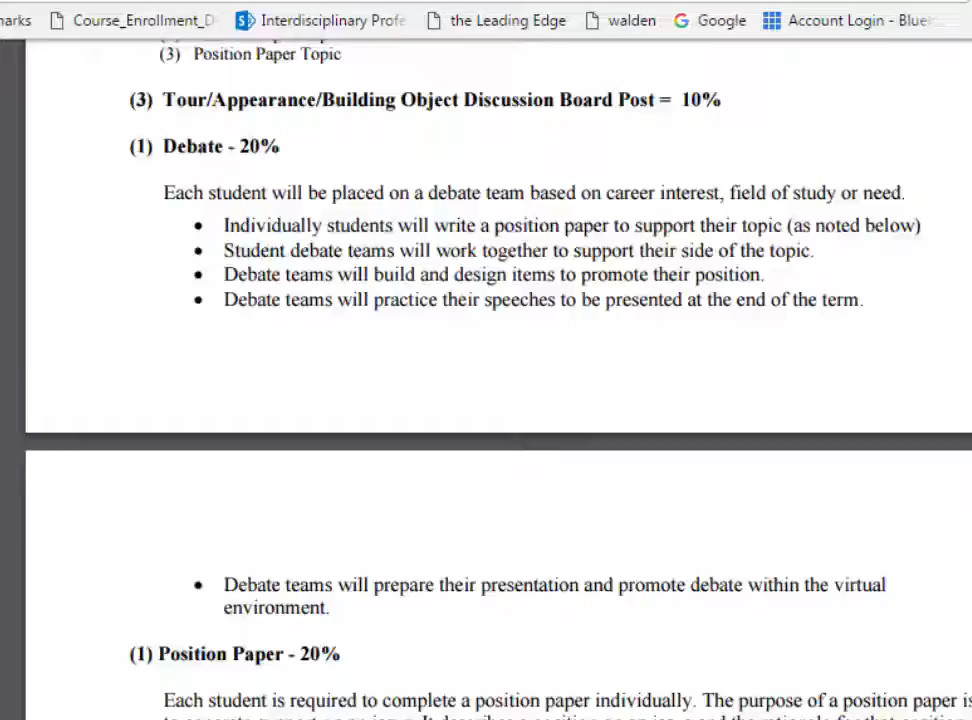 marks Course_Enrollment_D Interdisciplinary Profe the Leading Edge walden Google Account Login - Blue
(3) Position Paper Topic
(3) Tour/Appearance/Building Object Discussion Board Post = 10%
(1) Debate - 20%
Each student will be placed on a debate team based on career interest, field of study or need.
• Individually students will write a position paper to support their topic (as noted below)
• Student debate teams will work together to support their side of the topic.
• Debate teams will build and design items to promote their position.
• Debate teams will practice their speeches to be presented at the end of the term.
• Debate teams will prepare their presentation and promote debate within the virtual
environment.
(1) Position Paper - 20%
Each student is required to complete a position paper individually. The purpose of a position paper is